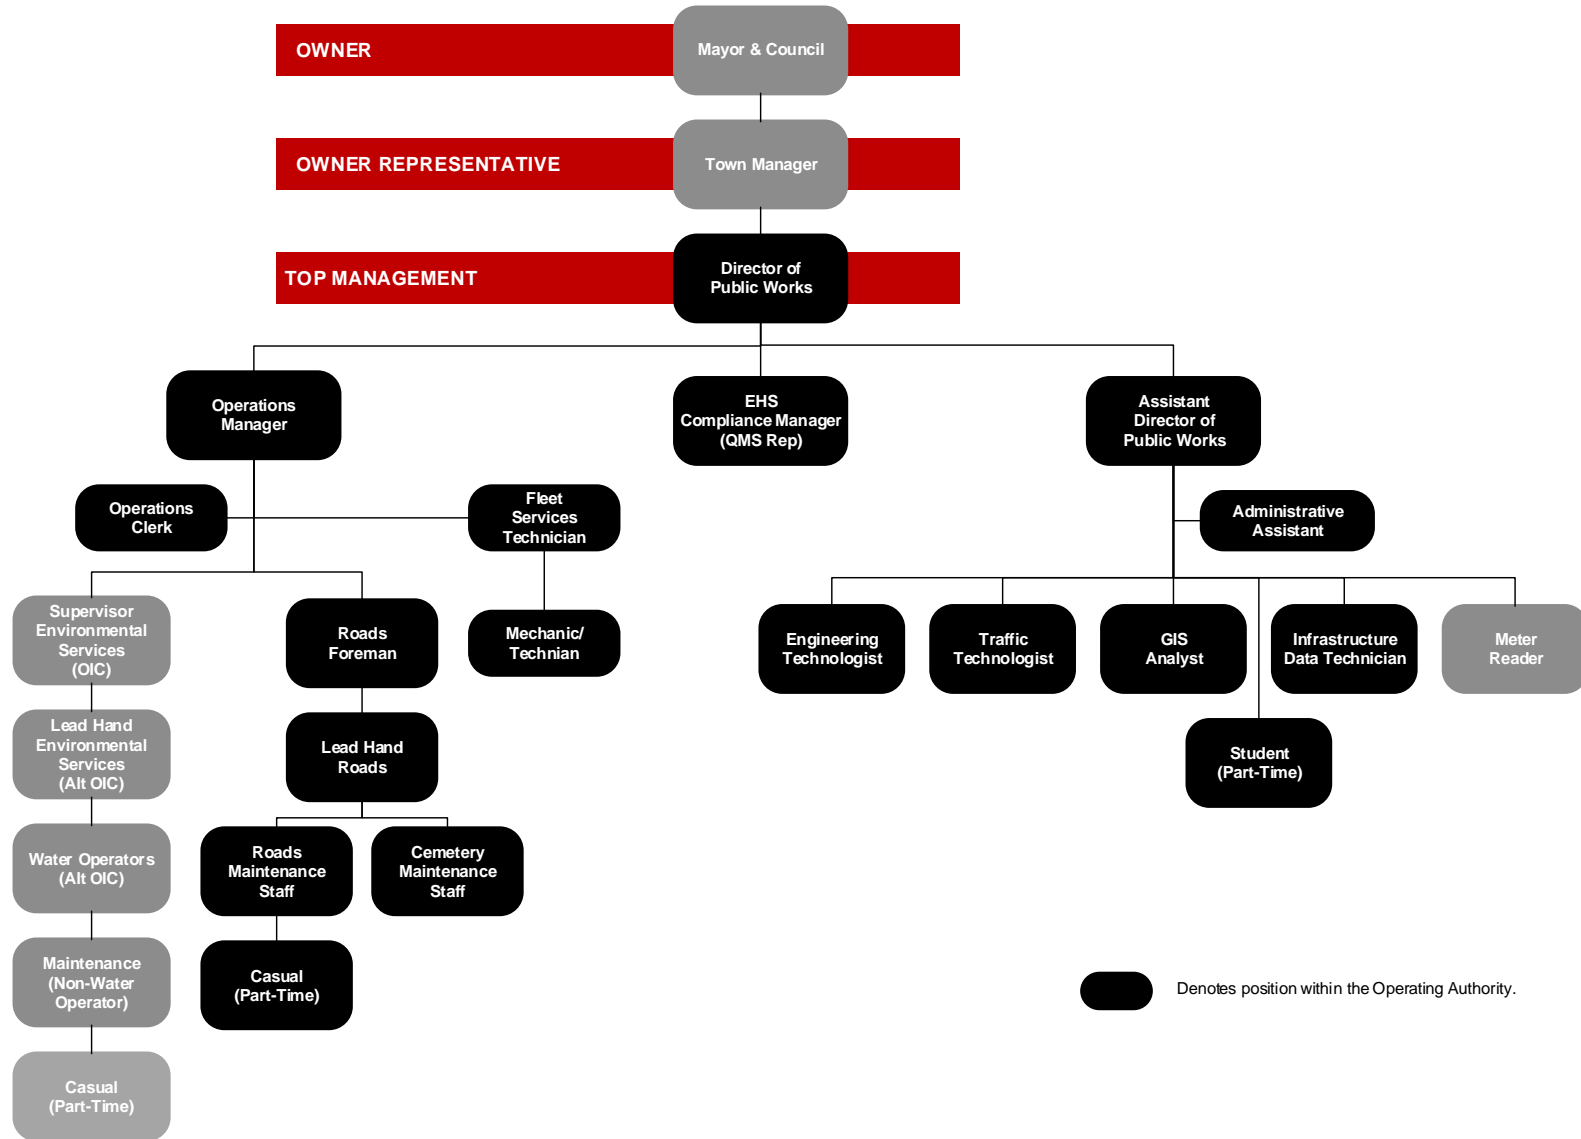 OWNER
Mayor & Council
OWNER REPRESENTATIVE
Town Manager
TOP MANAGEMENT
Director of
Public Works
Operations
Manager
EHS
Compliance Manager
(QMS Rep)
Assistant
Director of
Public Works
Operations
Clerk
Fleet
Services
Technician
Administrative
Assistant
Supervisor
Environmental
Services
(OIC)
Roads
Foreman
Mechanic/
Technian
Engineering
Technologist
Traffic
Technologist
GIS
Analyst
Infrastructure
Data Technician
Meter
Reader
Lead Hand
Environmental
Services
(Alt OIC)
Lead Hand
Roads
Student
(Part-Time)
Water Operators
(Alt OIC)
Roads
Maintenance
Staff
Cemetery
Maintenance
Staff
Maintenance
(Non-Water
Operator)
Casual
(Part-Time)
Denotes position within the Operating Authority.
Casual
(Part-Time)